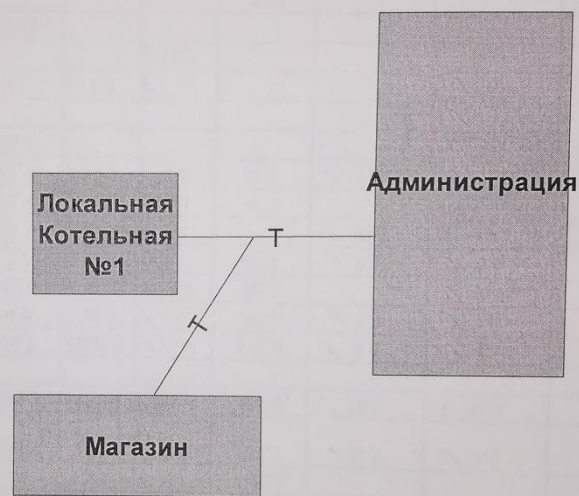 Администрация
Локальная
Котельная
№1
Т
Т
Магазин